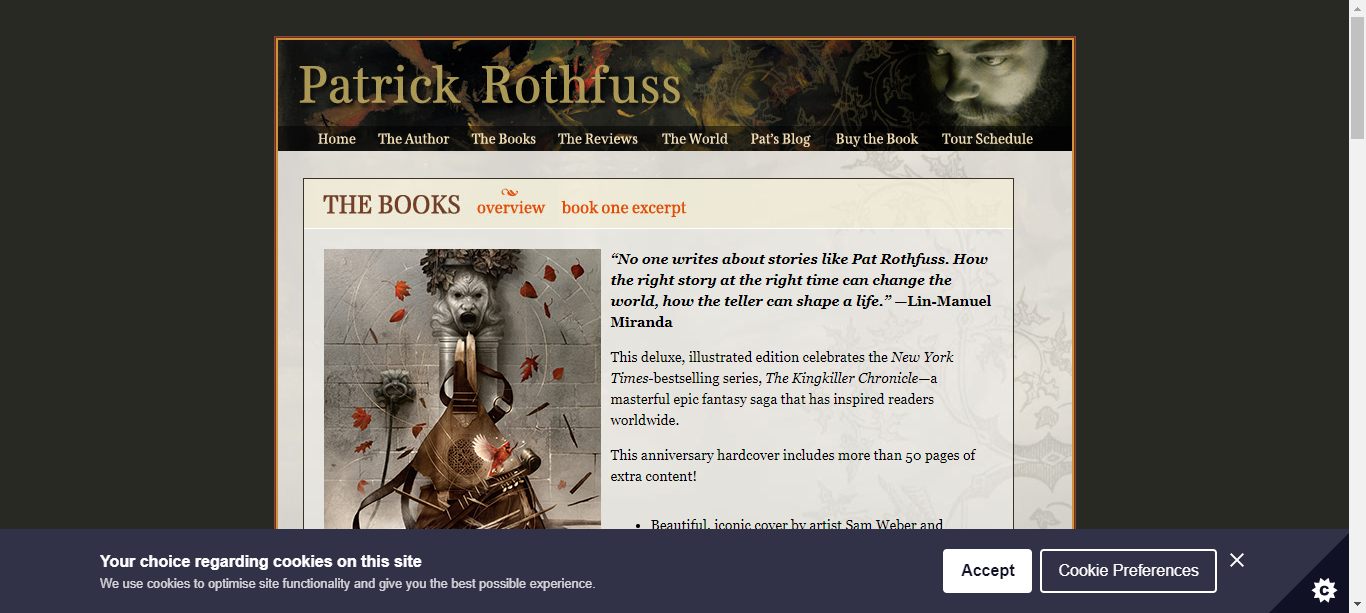 Patrick Rothfuss
Home The Author The Books The Reviews The World Pat's Blog Buy the Book Tour Schedule
THE BOOKS overview book one excerpt
“No one writes about stories like Pat Rothfuss. How
the right story at the right time can change the
world, how the teller can shape a life.” —Lin-Manuel
Miranda
This deluxe, illustrated edition celebrates the New York
Times-bestselling series, The Kingkiller Chronicle—a
masterful epic fantasy saga that has inspired readers
worldwide.
This anniversary hardcover includes more than 50 pages of
extra content!
• Beautiful, iconic cover by artist Sam Weber and
Your choice regarding cookies on this site
We use cookies to optimise site functionality and give you the best possible experience.
Accept
Cookie Preferences